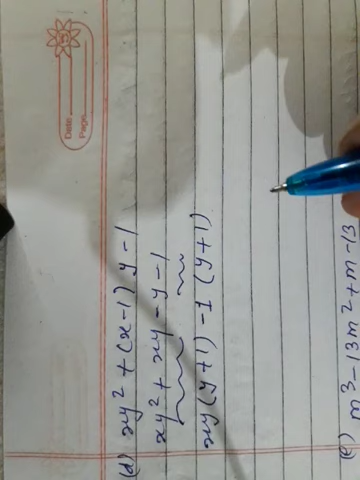 Date
Page
(d) xy² + (x-1) y - 1
xy² + xy - y - 1
xy (y+1) -1 (y+1)
(e) m³ - 13m² + m - 13